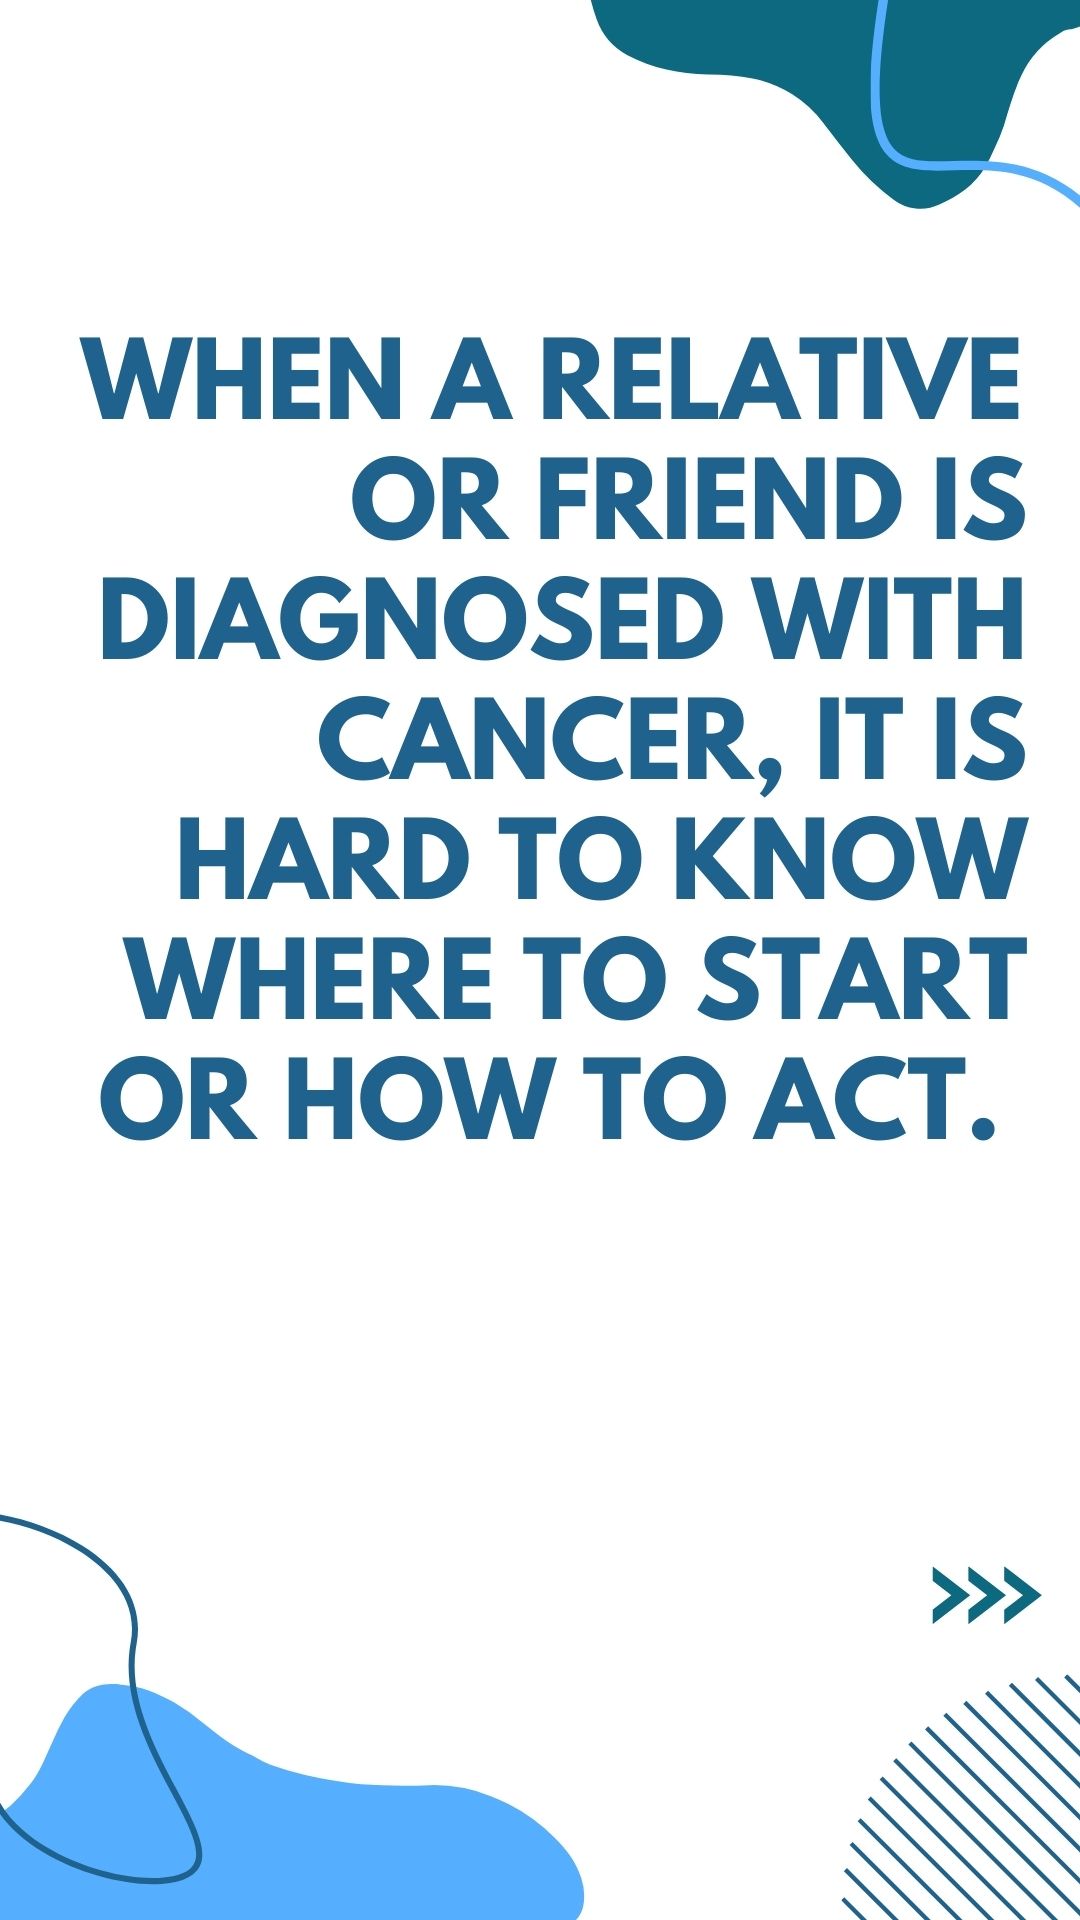 WHEN A RELATIVE
OR FRIEND IS
DIAGNOSED WITH
CANCER, IT IS
HARD TO KNOW
WHERE TO START
OR HOW TO ACT.